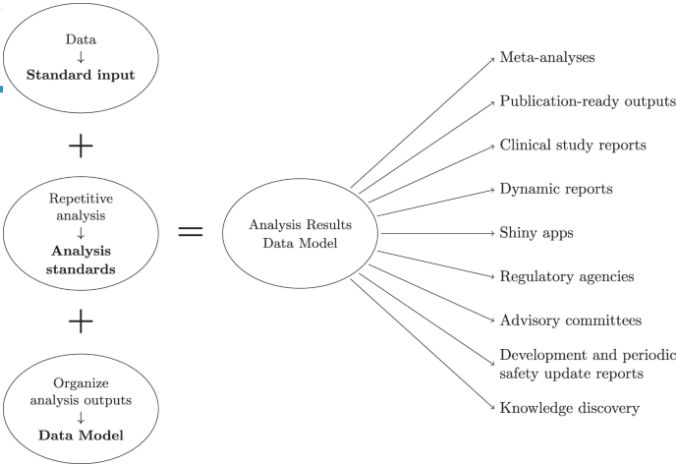 Data
↓
Standard input
+
Repetitive
analysis
↓
Analysis
standards
+
Organize
analysis outputs
↓
Data Model
=
Analysis Results
Data Model
Meta-analyses
Publication-ready outputs
Clinical study reports
Dynamic reports
Shiny apps
Regulatory agencies
Advisory committees
Development and periodic
safety update reports
Knowledge discovery